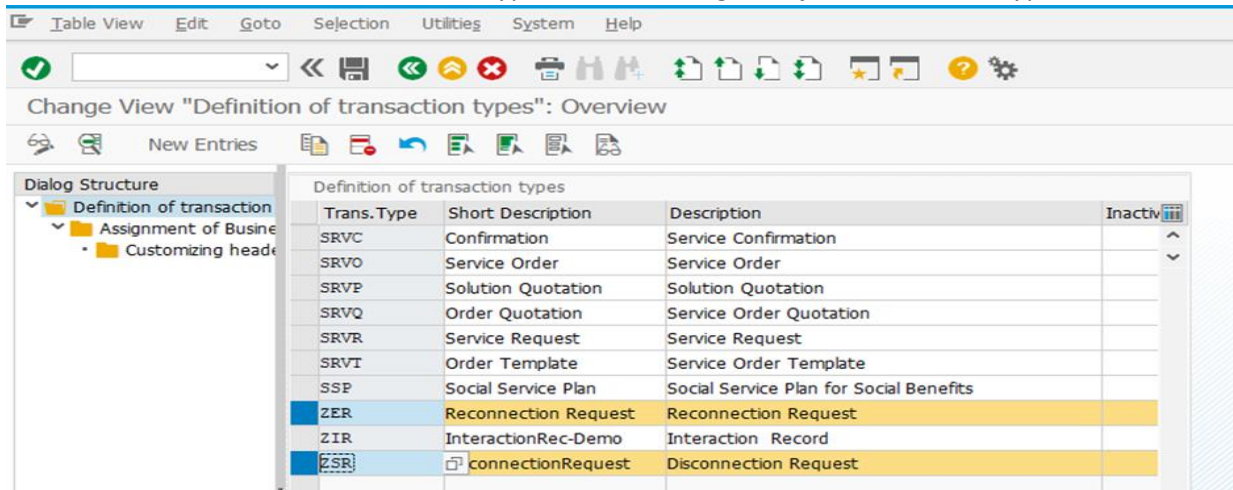 Table View Edit Goto Selection Utilities System Help
Change View "Definition of transaction types": Overview
New Entries
Dialog Structure
Definition of transaction
Assignment of Busine
Customizing heade
Definition of transaction types
Trans.Type Short Description Description Inactiv
SRVC Confirmation Service Confirmation
SRVO Service Order Service Order
SRVP Solution Quotation Solution Quotation
SRVQ Order Quotation Service Order Quotation
SRVR Service Request Service Request
SRVT Order Template Service Order Template
SSP Social Service Plan Social Service Plan for Social Benefits
ZER Reconnection Request Reconnection Request
ZIR InteractionRec-Demo Interaction Record
ZSR connectionRequest Disconnection Request